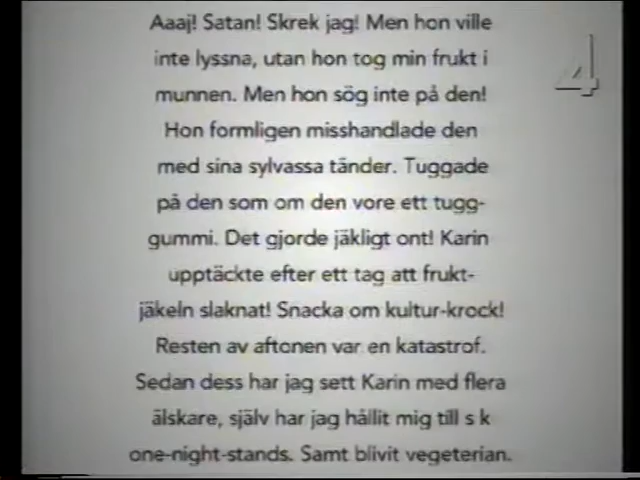 Aaaj! Satan! Skrek jag! Men hon ville
inte lyssna, utan hon tog min frukt i
munnen. Men hon sög inte på den!
Hon formligen misshandlade den
med sina sylvassa tänder. Tuggade
på den som om den vore ett tugg-
gummi. Det gjorde jäkligt ont! Karin
upptäckte efter ett tag att frukt-
jäkeln slaknat! Snacka om kultur-krock!
Resten av aftonen var en katastrof.
Sedan dess har jag sett Karin med flera
älskare, själv har jag hållit mig till s k
one-night-stands. Samt blivit vegeterian.
4